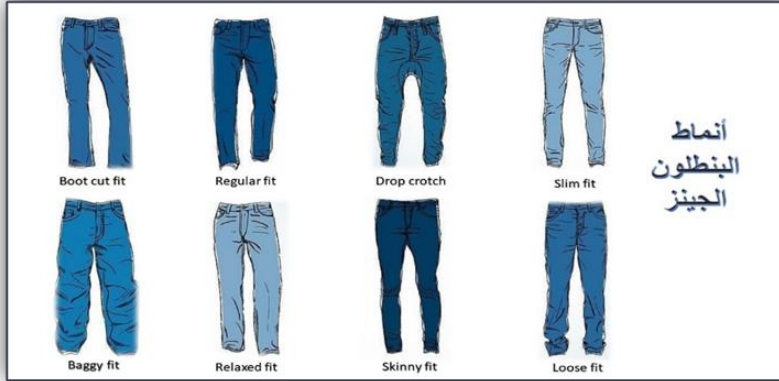 Boot cut fit
Regular fit
Drop crotch
Slim fit
أنماط
البنطلون
الجينز
Baggy fit
Relaxed fit
Skinny fit
Loose fit